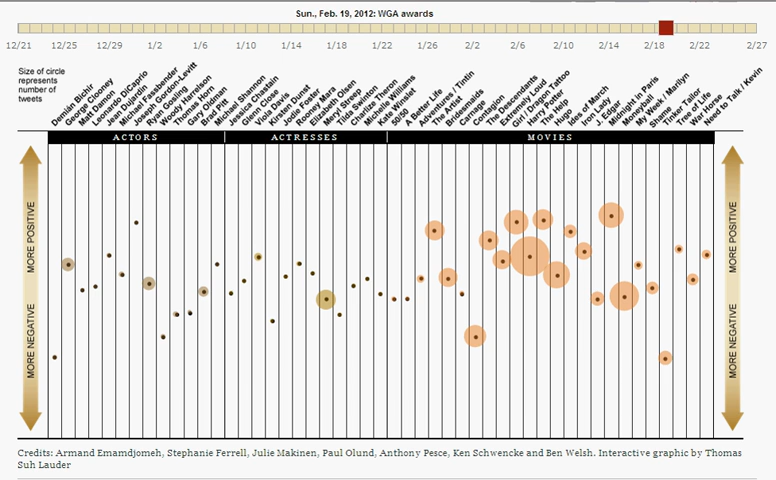 Sun., Feb. 19, 2012: WGA awards
12/21 12/25 12/29 1/2 1/6 1/10 1/14 1/18 1/22 1/26 2/2 2/6 2/10 2/14 2/18 2/22 2/27
Size of circle
represents
number of
tweets
Demián Bichir
George Clooney
Matt Damon
Leonardo DiCaprio
Jean Dujardin
Michael Fassbender
Joseph Gordon-Levitt
Ryan Gosling
Woody Harrelson
Thomas Horn
Gary Oldman
Brad Pitt
Michael Shannon
Jessica Chastain
Glenn Close
Viola Davis
Kirsten Dunst
Jodie Foster
Rooney Mara
Elizabeth Olsen
Meryl Streep
Tilda Swinton
Charlize Theron
Michelle Williams
Kate Winslet
50/50
A Better Life
Adventures / Tintin
The Artist
Bridesmaids
Carnage
Contagion
The Descendants
Extremely Loud
Girl / Dragon Tattoo
Harry Potter
The Help
Hugo
Ides of March
Iron Lady
J. Edgar
Midnight in Paris
Moneyball
My Week / Marilyn
Shame
Tinker Tailor
Tree of Life
War Horse
Need to Talk / Kevin
ACTORS ACTRESSES MOVIES
MORE POSITIVE
MORE NEGATIVE
MORE POSITIVE
MORE NEGATIVE
Credits: Armand Emamdjomeh, Stephanie Ferrell, Julie Makinen, Paul Olund, Anthony Pesce, Ken Schwencke and Ben Welsh. Interactive graphic by Thomas
Suh Lauder